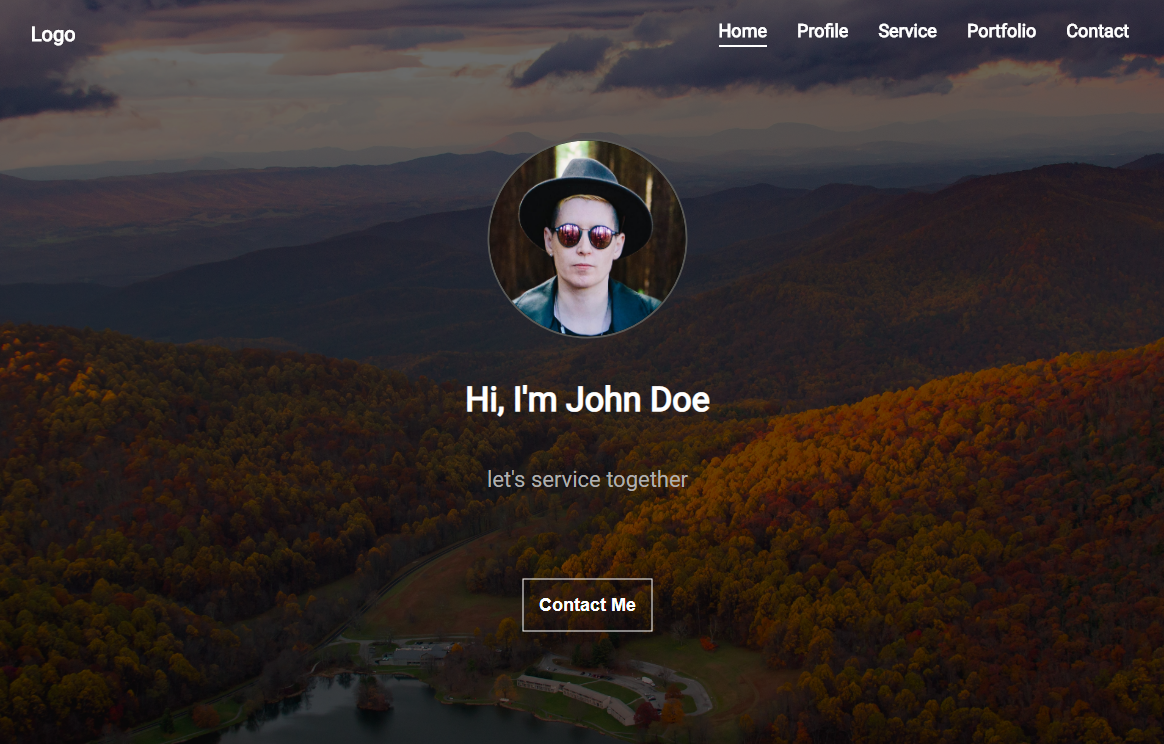 Logo
Home Profile Service Portfolio Contact
Hi, I'm John Doe
let's service together
Contact Me